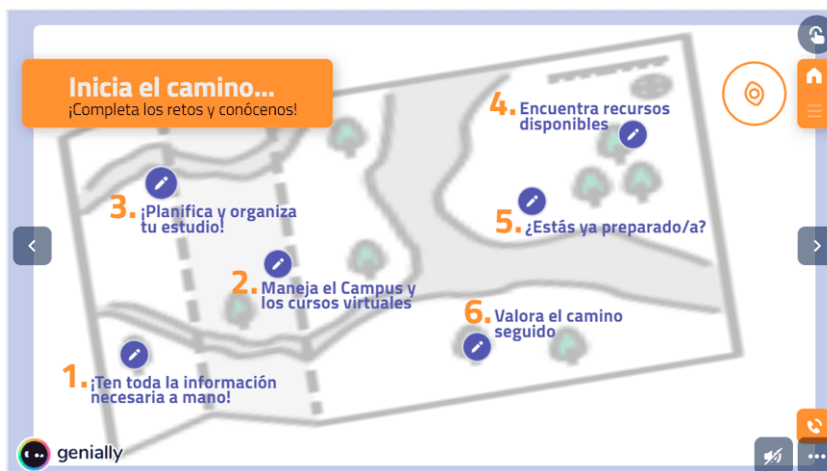 Inicia el camino...
¡Completa los retos y conócenos!
4. Encuentra recursos
disponibles
3. ¡Planifica y organiza
tu estudio!
5. ¿Estás ya preparado/a?
2. Maneja el Campus y
los cursos virtuales
6. Valora el camino
seguido
1. ¡Ten toda la información
necesaria a mano!
genially